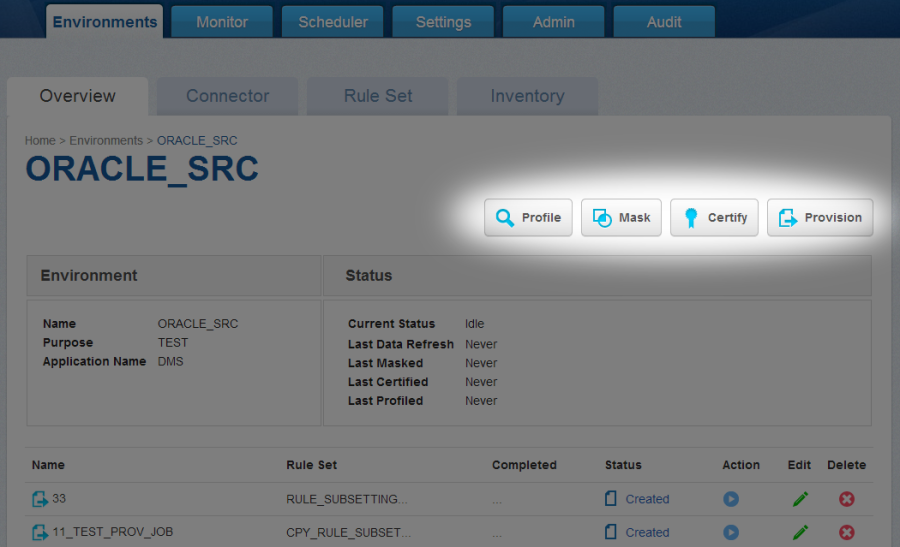 Environments Monitor Scheduler Settings Admin Audit
Overview Connector Rule Set Inventory
Home > Environments > ORACLE_SRC
ORACLE_SRC
Profile Mask Certify Provision
Environment Status
Name ORACLE_SRC Current Status Idle
Purpose TEST Last Data Refresh Never
Application Name DMS Last Masked Never
Last Certified Never
Last Profiled Never
Name Rule Set Completed Status Action Edit Delete
33 RULE_SUBSETTING... ... Created
11_TEST_PROV_JOB CPY_RULE_SUBSET... ... Created